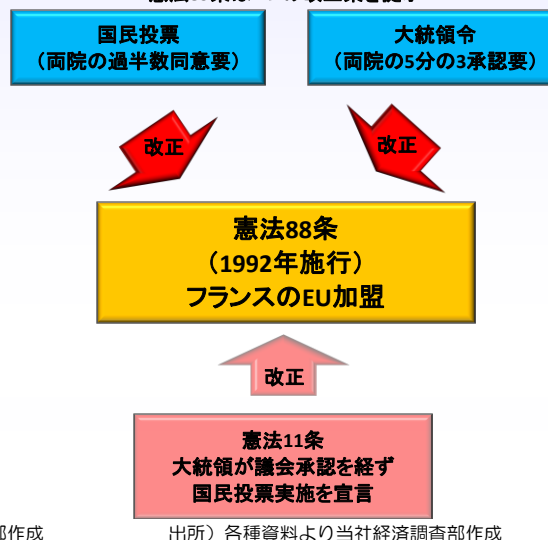 国民投票
（両院の過半数同意要）
大統領令
（両院の5分の3承認要）
改正
改正
憲法88条
（1992年施行）
フランスのEU加盟
改正
憲法11条
大統領が議会承認を経ず
国民投票実施を宣言
部作成
出所）各種資料より当社経済調査部作成